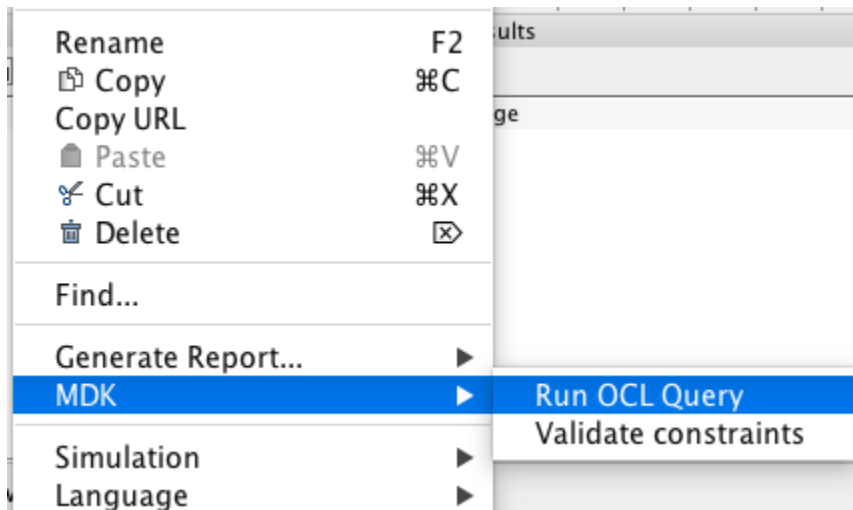 ults
Rename F2
Copy ⌘C
Copy URL
ge
Paste ⌘V
Cut ⌘X
Delete ⌦
Find...
Generate Report...
MDK
Run OCL Query
Validate constraints
Simulation
Language